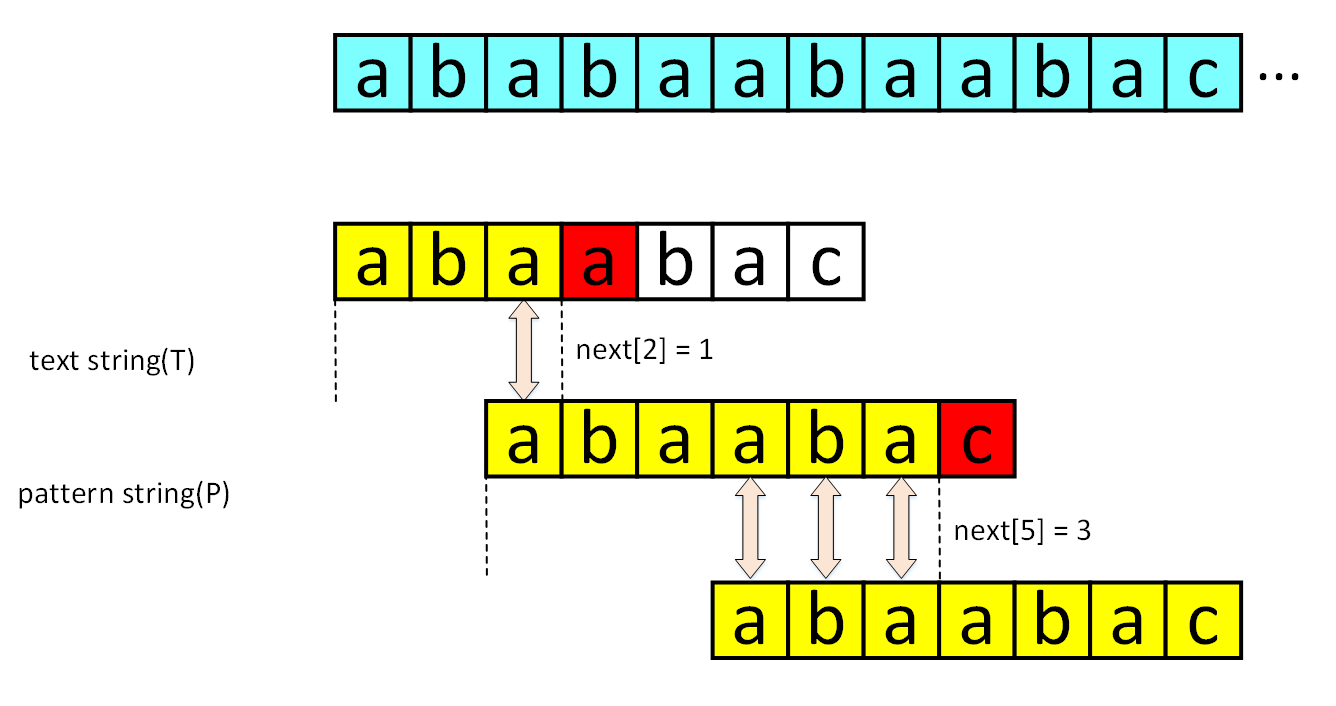 a b a b a a b a a b a c ...
a b a a b a c
next[2] = 1
text string(T)
a b a a b a c
pattern string(P)
next[5] = 3
a b a a b a c